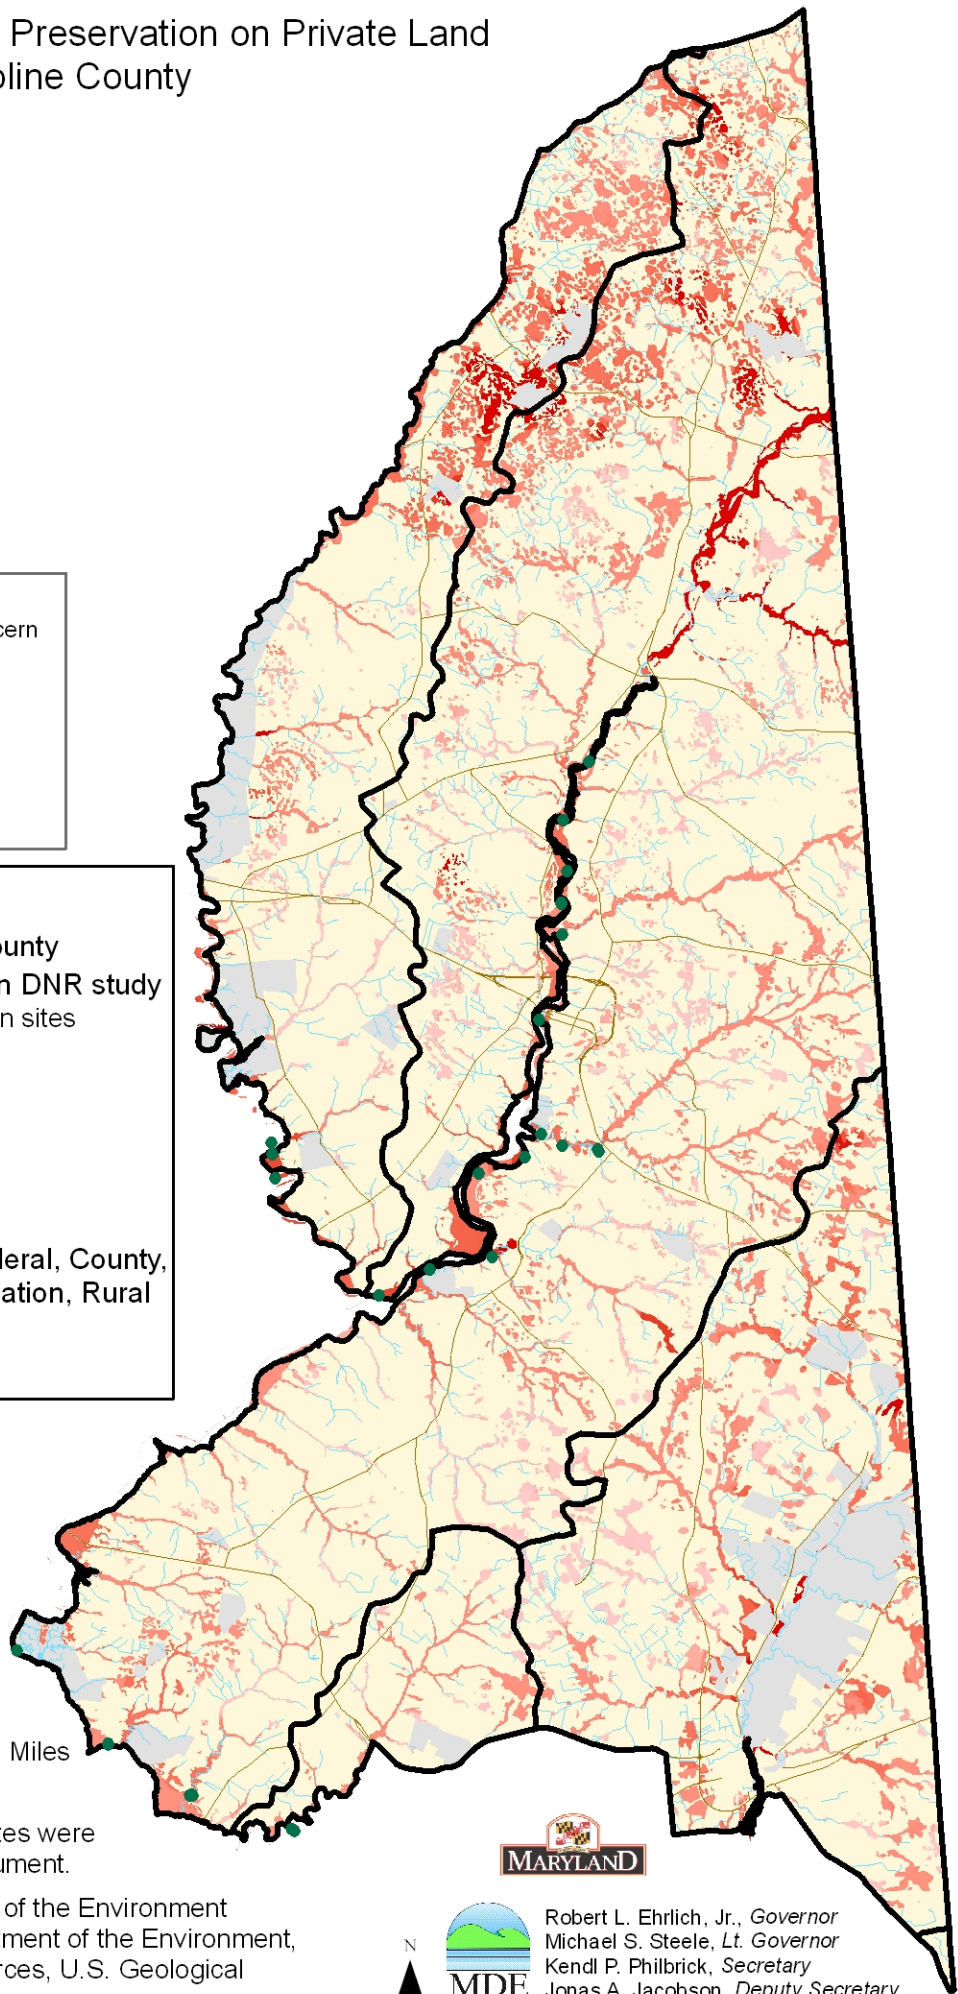 Preservation on Private Land
oline County
cern
ounty
n DNR study
n sites
leral, County,
ation, Rural
Miles
tes were
ument.
of the Environment
tment of the Environment,
rces, U.S. Geological
N
MARYLAND
MDE
Robert L. Ehrlich, Jr., Governor
Michael S. Steele, Lt. Governor
Kendl P. Philbrick, Secretary
Jonas A. Jacobson, Deputy Secretary